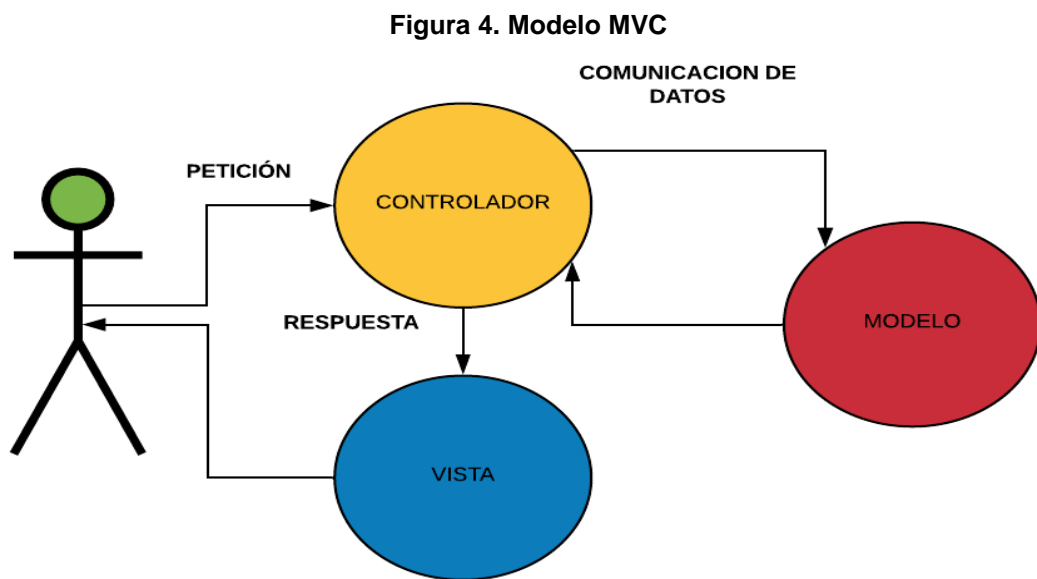 Figura 4. Modelo MVC
COMUNICACION DE
DATOS
PETICIÓN
CONTROLADOR
RESPUESTA
MODELO
VISTA